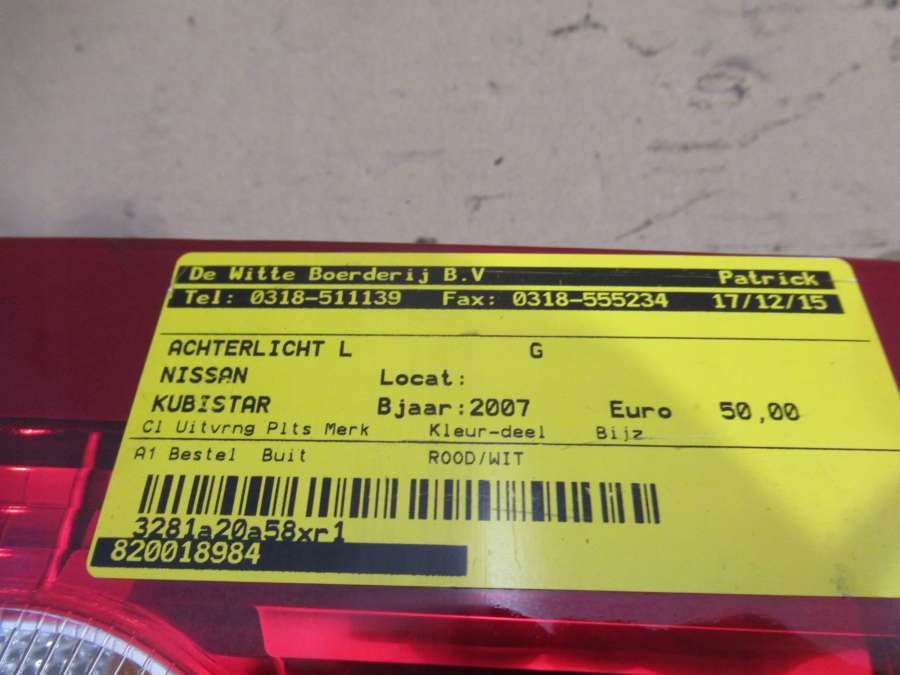 De Witte Boerderij B.V Patrick
Tel: 0318-511139 Fax: 0318-555234 17/12/15
ACHTERLICHT L G
NISSAN Locat:
KUBISTAR Bjaar:2007 Euro 50,00
Cl Uitvrng Plts Merk Kleur-deel Bijz
A1 Bestel Buit ROOD/WIT
3281a20a58xr1
820018984